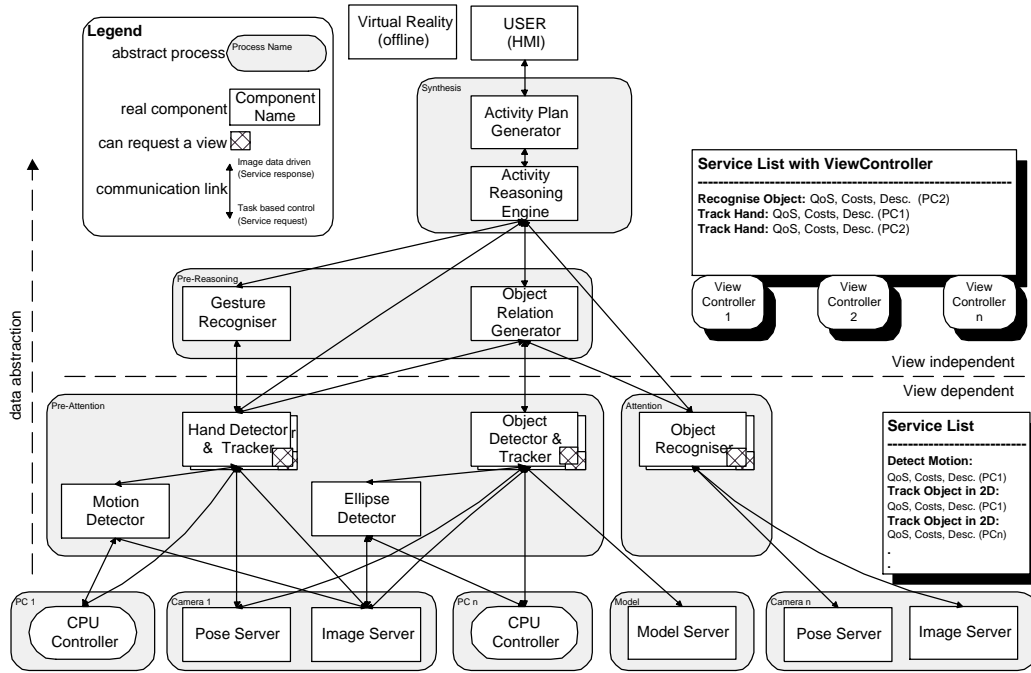 Legend
abstract process
Process Name
real component
Component
Name
can request a view
communication link
Image data driven
(Service response)
Task based control
(Service request)
Virtual Reality
(offline)
USER
(HMI)
Synthesis
Activity Plan
Generator
Activity
Reasoning
Engine
Service List with ViewController
Recognise Object: QoS, Costs, Desc. (PC2)
Track Hand: QoS, Costs, Desc. (PC1)
Track Hand: QoS, Costs, Desc. (PC2)
View
Controller
1
View
Controller
2
View
Controller
n
data abstraction
Pre-Reasoning
Gesture
Recogniser
Object
Relation
Generator
View independent
View dependent
Pre-Attention
Hand Detector
& Tracker
Object
Detector &
Tracker
Motion
Detector
Ellipse
Detector
Attention
Object
Recogniser
Service List
Detect Motion:
QoS, Costs, Desc. (PC1)
Track Object in 2D:
QoS, Costs, Desc. (PC1)
Track Object in 2D:
QoS, Costs, Desc. (PCn)
.
.
PC 1
CPU
Controller
Camera 1
Pose Server
Image Server
PC n
CPU
Controller
Model
Model Server
Camera n
Pose Server
Image Server